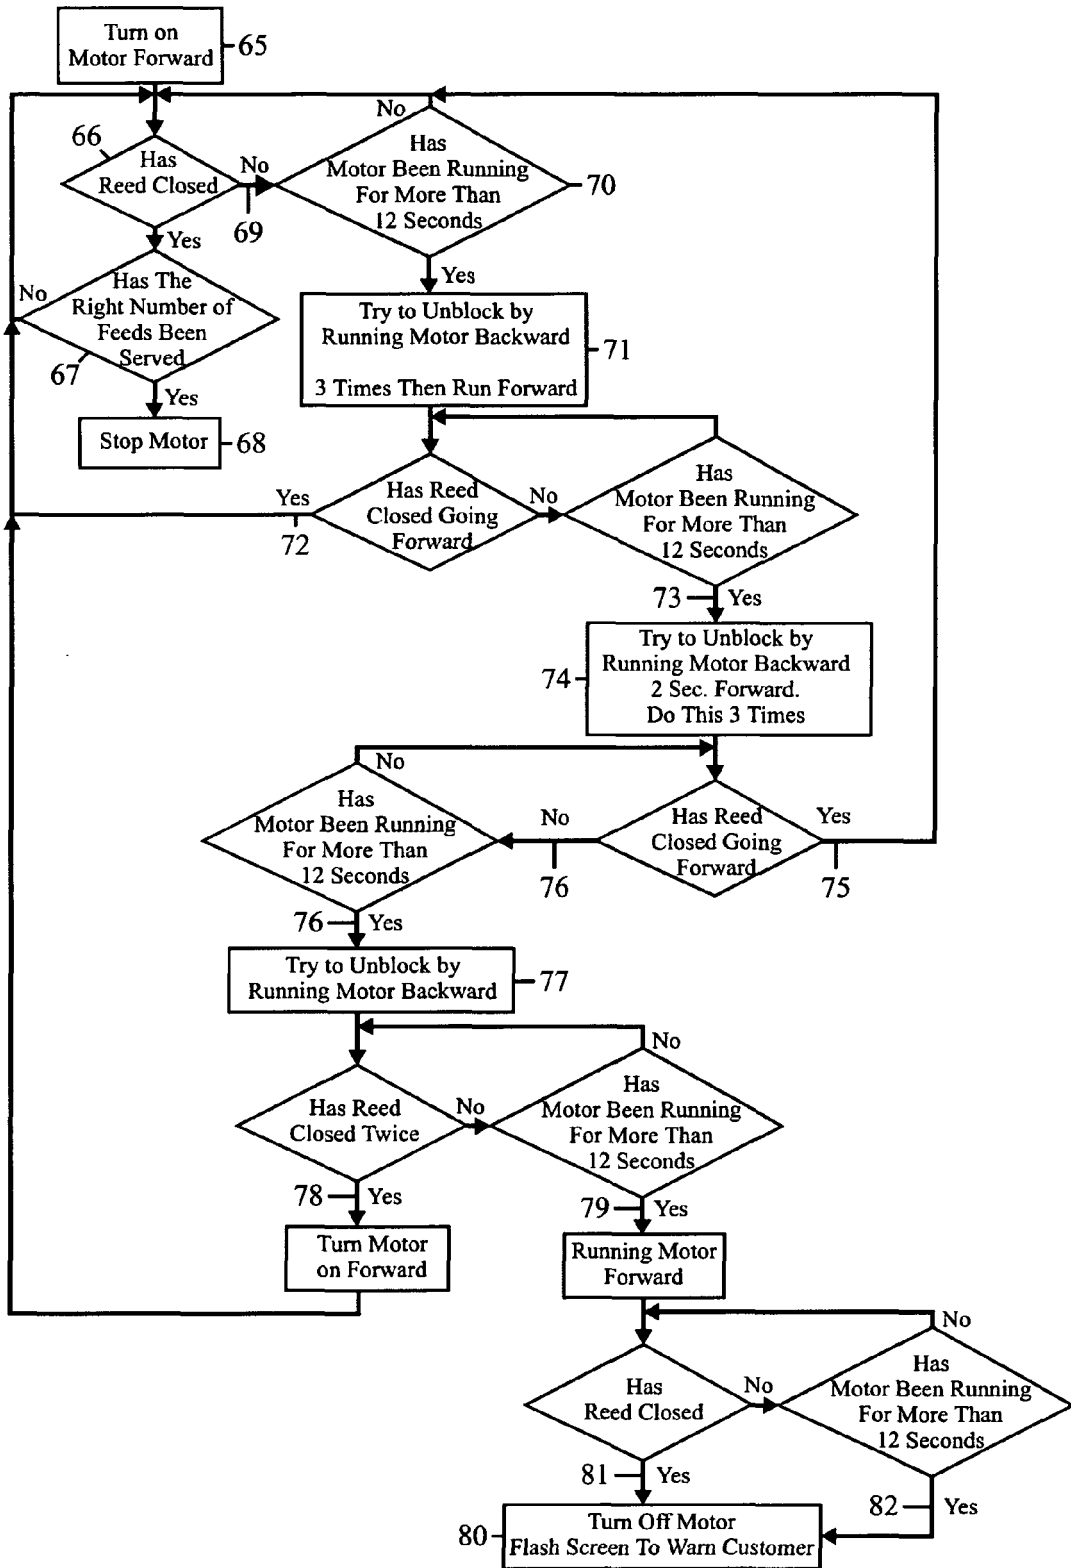 Turn on
Motor Forward
65
66
Has
Reed Closed
No
69
No
Has
Motor Been Running
For More Than
12 Seconds
70
Yes
No
Has The
Right Number of
Feeds Been
Served
67
Yes
Stop Motor
68
Yes
Try to Unblock by
Running Motor Backward
3 Times Then Run Forward
71
Yes
72
Has Reed
Closed Going
Forward
No
Has
Motor Been Running
For More Than
12 Seconds
73
Yes
74
Try to Unblock by
Running Motor Backward
2 Sec. Forward.
Do This 3 Times
No
Has
Motor Been Running
For More Than
12 Seconds
No
76
Has Reed
Closed Going
Forward
Yes
75
76
Yes
Try to Unblock by
Running Motor Backward
77
Has Reed
Closed Twice
No
No
Has
Motor Been Running
For More Than
12 Seconds
78
Yes
Turn Motor
on Forward
79
Yes
Running Motor
Forward
Has
Reed Closed
No
No
Has
Motor Been Running
For More Than
12 Seconds
81
Yes
82
Yes
80
Turn Off Motor
Flash Screen To Warn Customer